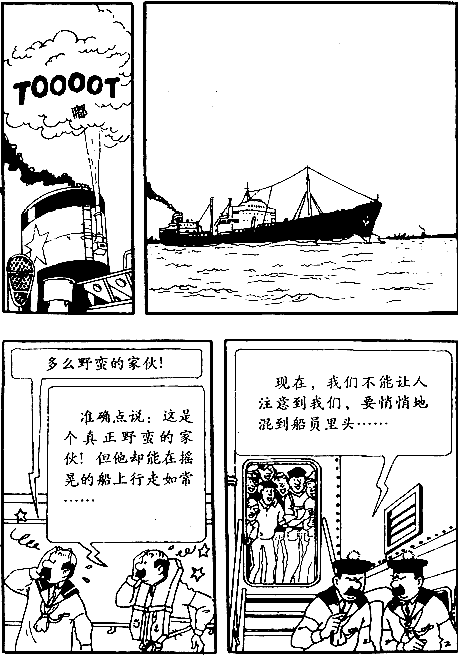 TOOOOT
嘟
多么野蛮的家伙!
准确点说：这是
个真正野蛮的家
伙! 但他却能在摇
晃的船上行走如常
……
现在，我们不能让人
注意到我们，要悄悄地
混到船员里头……